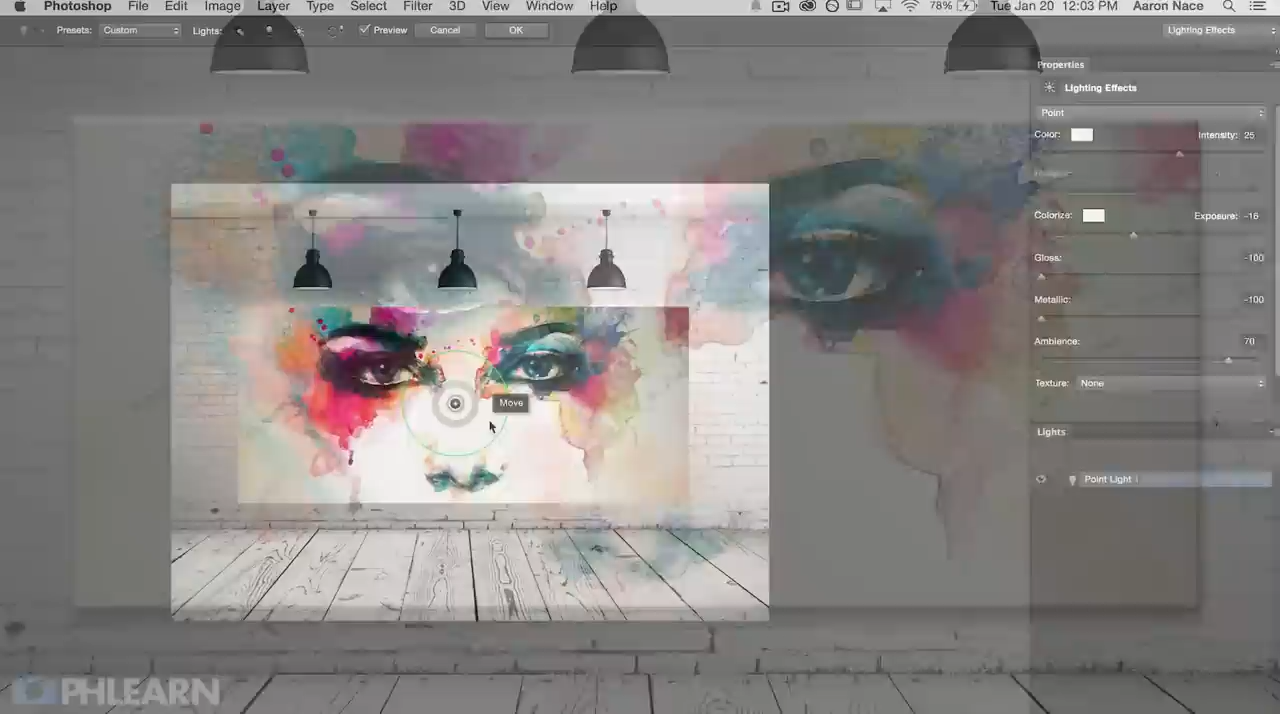 Photoshop File Edit Image Layer Type Select Filter 3D View Window Help 78% Tue Jan 20 12:03 PM Aaron Nace
Presets: Custom Lights: Preview Cancel OK Lighting Effects
Properties
Lighting Effects
Point
Color: Intensity: 25
Colorize: Exposure: -16
Gloss: -100
Metallic: -100
Ambience: 70
Texture: None
Move
Lights
Point Light 1
PHLEARN